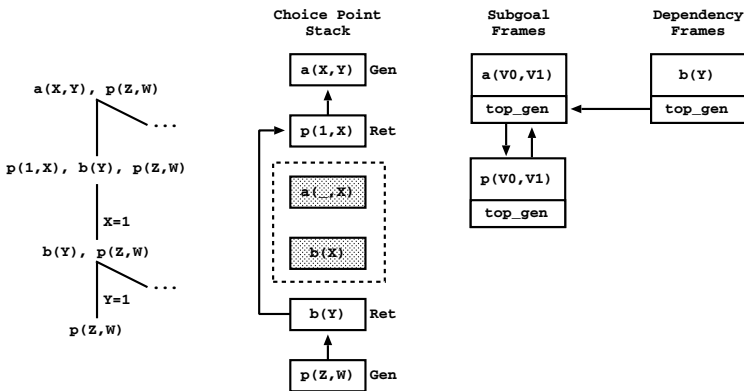 Choice Point
Stack
Subgoal
Frames
Dependency
Frames
a(X,Y), p(Z,W)
...
p(1,X), b(Y), p(Z,W)
X=1
b(Y), p(Z,W)
...
Y=1
p(Z,W)
a(X,Y) Gen
p(1,X) Ret
a(_,X)
b(X)
b(Y) Ret
p(Z,W) Gen
a(V0,V1)
top_gen
p(V0,V1)
top_gen
b(Y)
top_gen